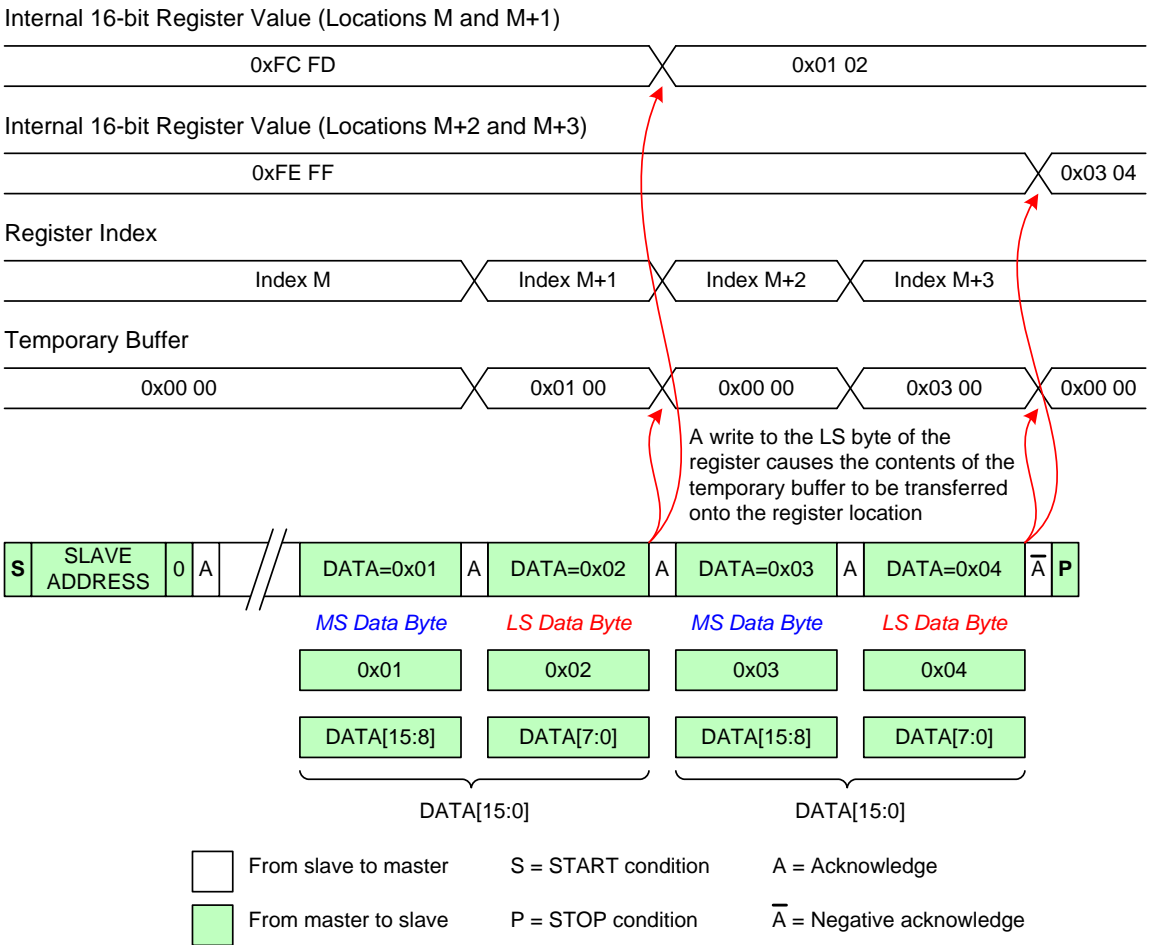 Internal 16-bit Register Value (Locations M and M+1)
0xFC FD 0x01 02
Internal 16-bit Register Value (Locations M+2 and M+3)
0xFE FF 0x03 04
Register Index
Index M Index M+1 Index M+2 Index M+3
Temporary Buffer
0x00 00 0x01 00 0x00 00 0x03 00 0x00 00
A write to the LS byte of the
register causes the contents of the
temporary buffer to be transferred
onto the register location
S SLAVE ADDRESS 0 A DATA=0x01 A DATA=0x02 A DATA=0x03 A DATA=0x04 A̅ P
MS Data Byte LS Data Byte MS Data Byte LS Data Byte
0x01 0x02 0x03 0x04
DATA[15:8] DATA[7:0] DATA[15:8] DATA[7:0]
DATA[15:0] DATA[15:0]
From slave to master S = START condition A = Acknowledge
From master to slave P = STOP condition A̅ = Negative acknowledge